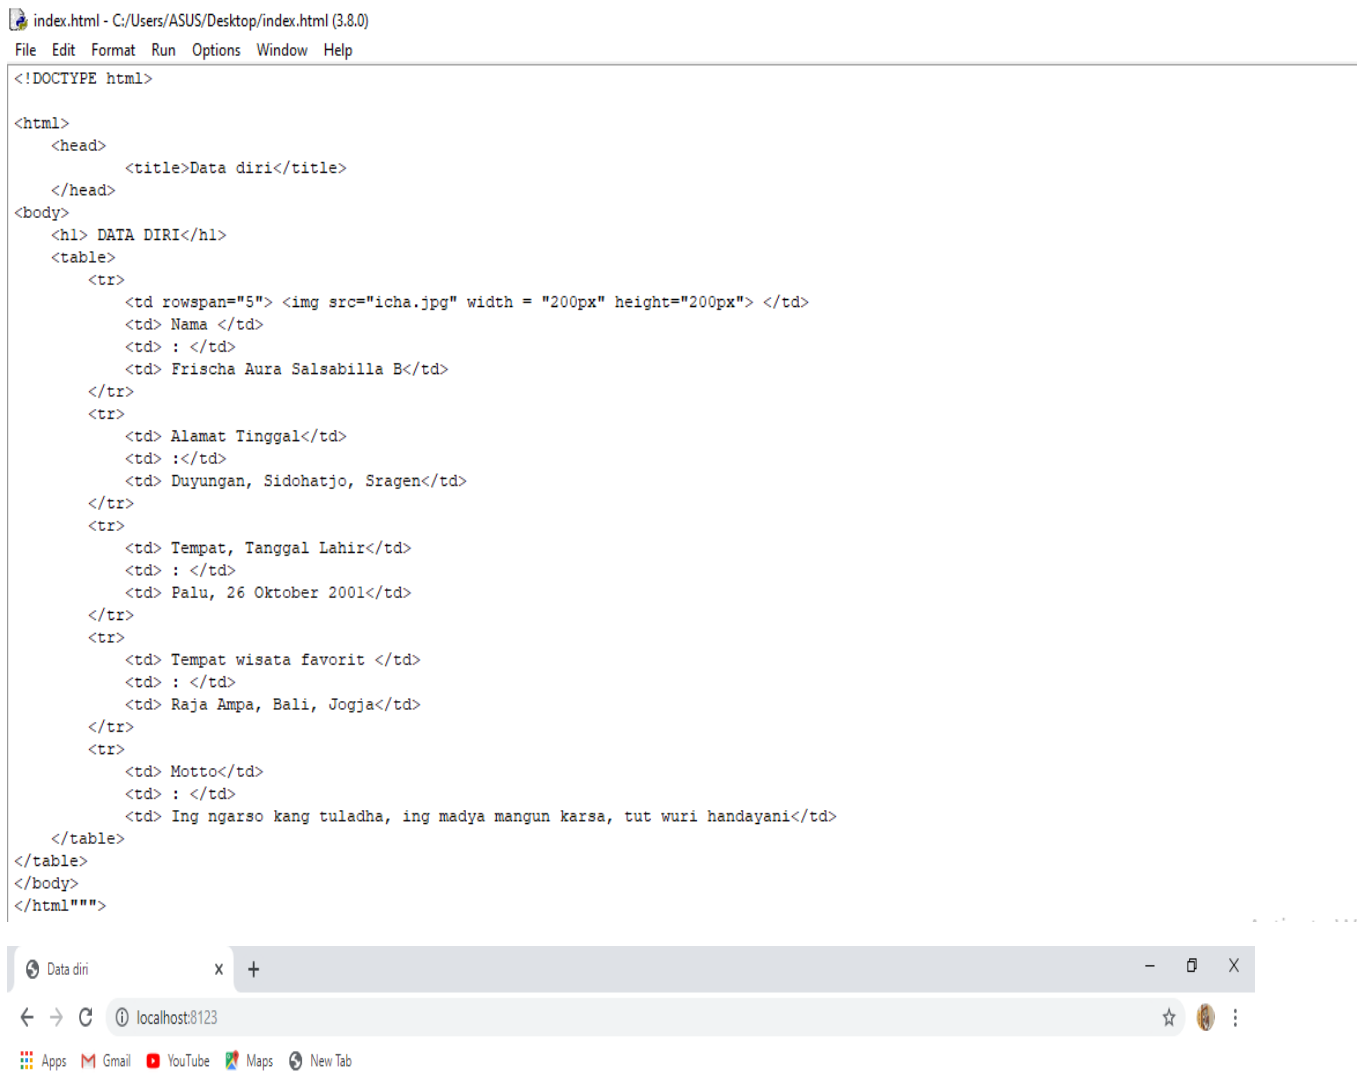 index.html - C:/Users/ASUS/Desktop/index.html (3.8.0)
File Edit Format Run Options Window Help
<!DOCTYPE html>
<html>
<head>
<title>Data diri</title>
</head>
<body>
<h1> DATA DIRI</h1>
<table>
<tr>
<td rowspan="5"> <img src="icha.jpg" width = "200px" height="200px"> </td>
<td> Nama </td>
<td> : </td>
<td> Frischa Aura Salsabilla B</td>
</tr>
<tr>
<td> Alamat Tinggal</td>
<td> :</td>
<td> Duyungan, Sidohatjo, Sragen</td>
</tr>
<tr>
<td> Tempat, Tanggal Lahir</td>
<td> : </td>
<td> Palu, 26 Oktober 2001</td>
</tr>
<tr>
<td> Tempat wisata favorit </td>
<td> : </td>
<td> Raja Ampa, Bali, Jogja</td>
</tr>
<tr>
<td> Motto</td>
<td> : </td>
<td> Ing ngarso kang tuladha, ing madya mangun karsa, tut wuri handayani</td>
</table>
</table>
</body>
</html""">
Data diri
localhost:8123
Apps Gmail YouTube Maps New Tab